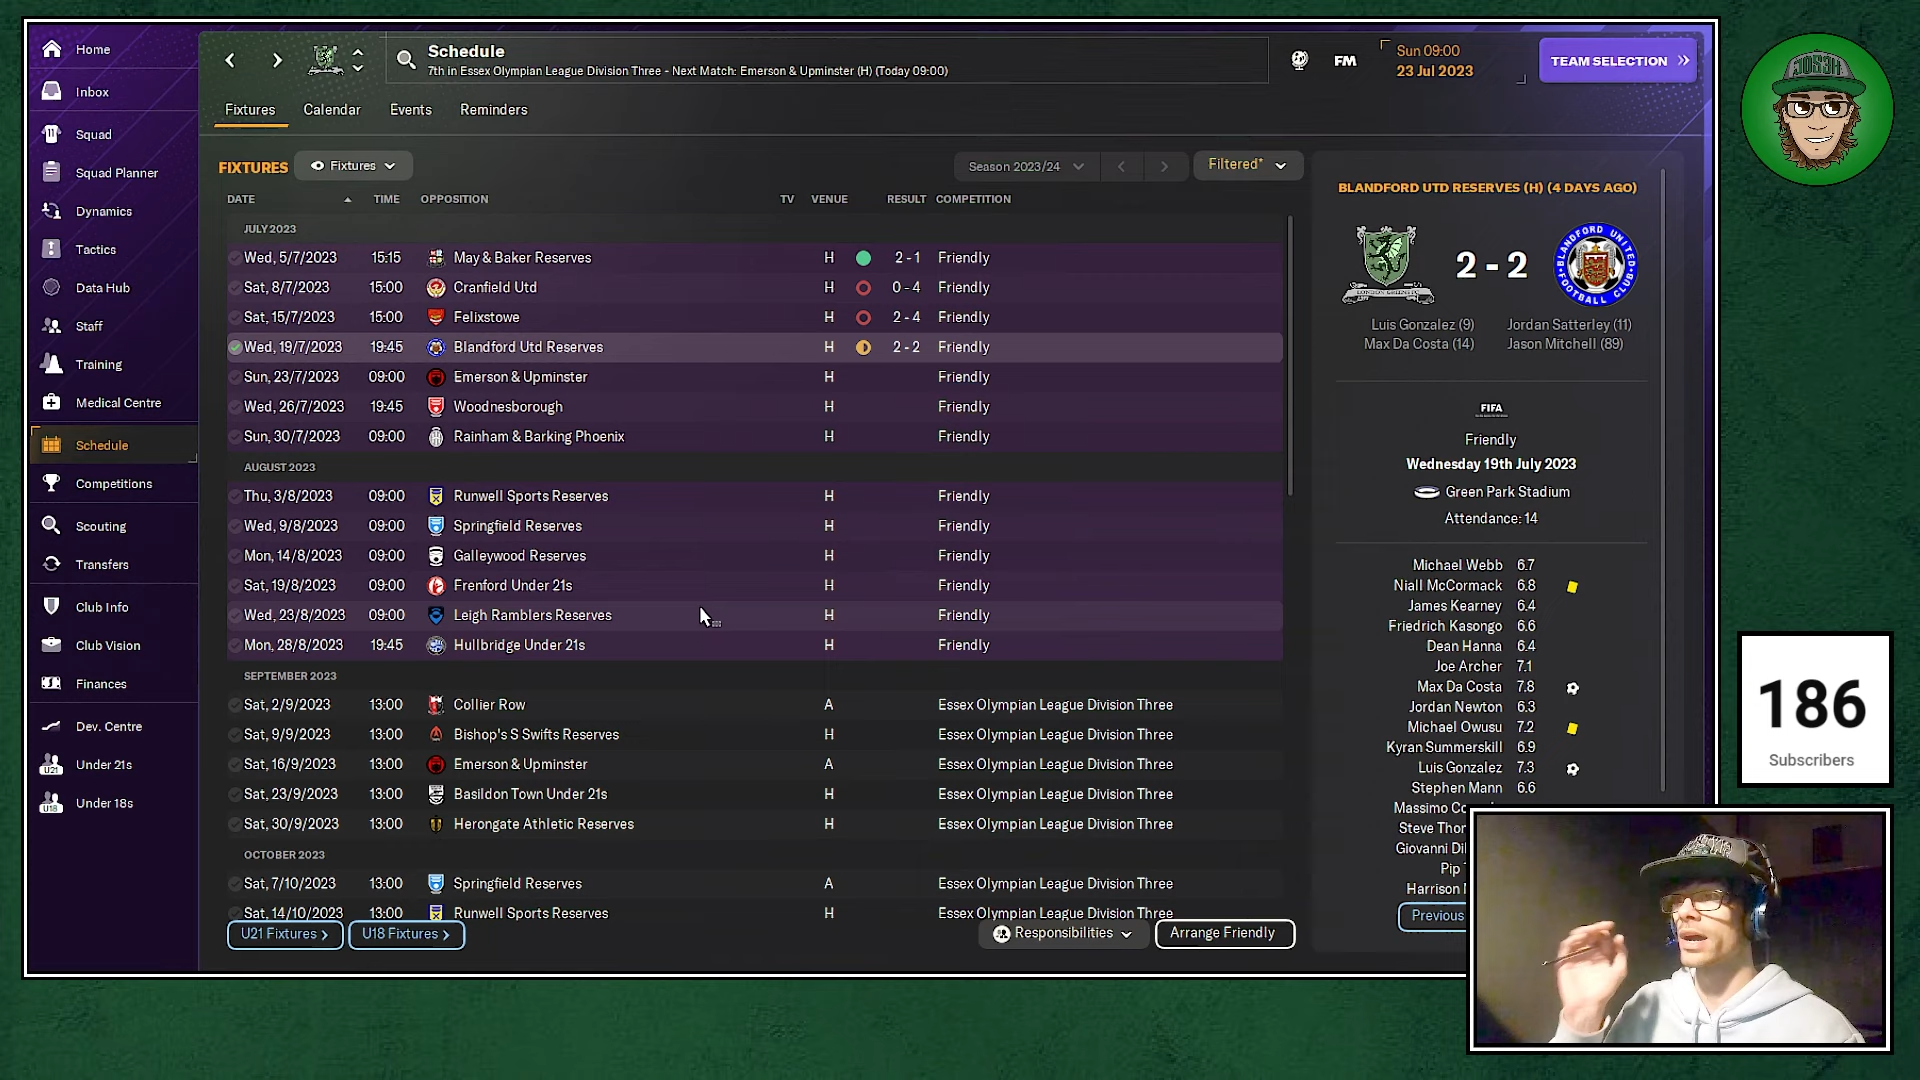 Home
Inbox
Squad
Squad Planner
Dynamics
Tactics
Data Hub
Staff
Training
Medical Centre
Schedule
Competitions
Scouting
Transfers
Club Info
Club Vision
Finances
Dev. Centre
Under 21s
Under 18s
Schedule
7th in Essex Olympian League Division Three - Next Match: Emerson & Upminster (H) (Today 09:00)
FM
Sun 09:00
23 Jul 2023
TEAM SELECTION
Fixtures Calendar Events Reminders
FIXTURES Fixtures Season 2023/24 Filtered*
DATE TIME OPPOSITION TV VENUE RESULT COMPETITION
JULY 2023
Wed, 5/7/2023 15:15 May & Baker Reserves H 2 - 1 Friendly
Sat, 8/7/2023 15:00 Cranfield Utd H 0 - 4 Friendly
Sat, 15/7/2023 15:00 Felixstowe H 2 - 4 Friendly
Wed, 19/7/2023 19:45 Blandford Utd Reserves H 2 - 2 Friendly
Sun, 23/7/2023 09:00 Emerson & Upminster H Friendly
Wed, 26/7/2023 19:45 Woodnesborough H Friendly
Sun, 30/7/2023 09:00 Rainham & Barking Phoenix H Friendly
AUGUST 2023
Thu, 3/8/2023 09:00 Runwell Sports Reserves H Friendly
Wed, 9/8/2023 09:00 Springfield Reserves H Friendly
Mon, 14/8/2023 09:00 Galleywood Reserves H Friendly
Sat, 19/8/2023 09:00 Frenford Under 21s H Friendly
Wed, 23/8/2023 09:00 Leigh Ramblers Reserves H Friendly
Mon, 28/8/2023 19:45 Hullbridge Under 21s H Friendly
SEPTEMBER 2023
Sat, 2/9/2023 13:00 Collier Row A Essex Olympian League Division Three
Sat, 9/9/2023 13:00 Bishop's S Swifts Reserves H Essex Olympian League Division Three
Sat, 16/9/2023 13:00 Emerson & Upminster A Essex Olympian League Division Three
Sat, 23/9/2023 13:00 Basildon Town Under 21s H Essex Olympian League Division Three
Sat, 30/9/2023 13:00 Herongate Athletic Reserves H Essex Olympian League Division Three
OCTOBER 2023
Sat, 7/10/2023 13:00 Springfield Reserves A Essex Olympian League Division Three
Sat, 14/10/2023 13:00 Runwell Sports Reserves H Essex Olympian League Division Three
U21 Fixtures U18 Fixtures Responsibilities Arrange Friendly
BLANDFORD UTD RESERVES (H) (4 DAYS AGO)
LONDON GREENS FC
2 - 2
BLANDFORD UNITED FOOTBALL CLUB
Luis Gonzalez (9) Jordan Satterley (11)
Max Da Costa (14) Jason Mitchell (89)
FIFA
Friendly
Wednesday 19th July 2023
Green Park Stadium
Attendance: 14
Michael Webb 6.7
Niall McCormack 6.8
James Kearney 6.4
Friedrich Kasongo 6.6
Dean Hanna 6.4
Joe Archer 7.1
Max Da Costa 7.8
Jordan Newton 6.3
Michael Owusu 7.2
Kyran Summerskill 6.9
Luis Gonzalez 7.3
Stephen Mann 6.6
Massimo
Steve
Giovanni
Pip
Harrison
Previous
186
Subscribers